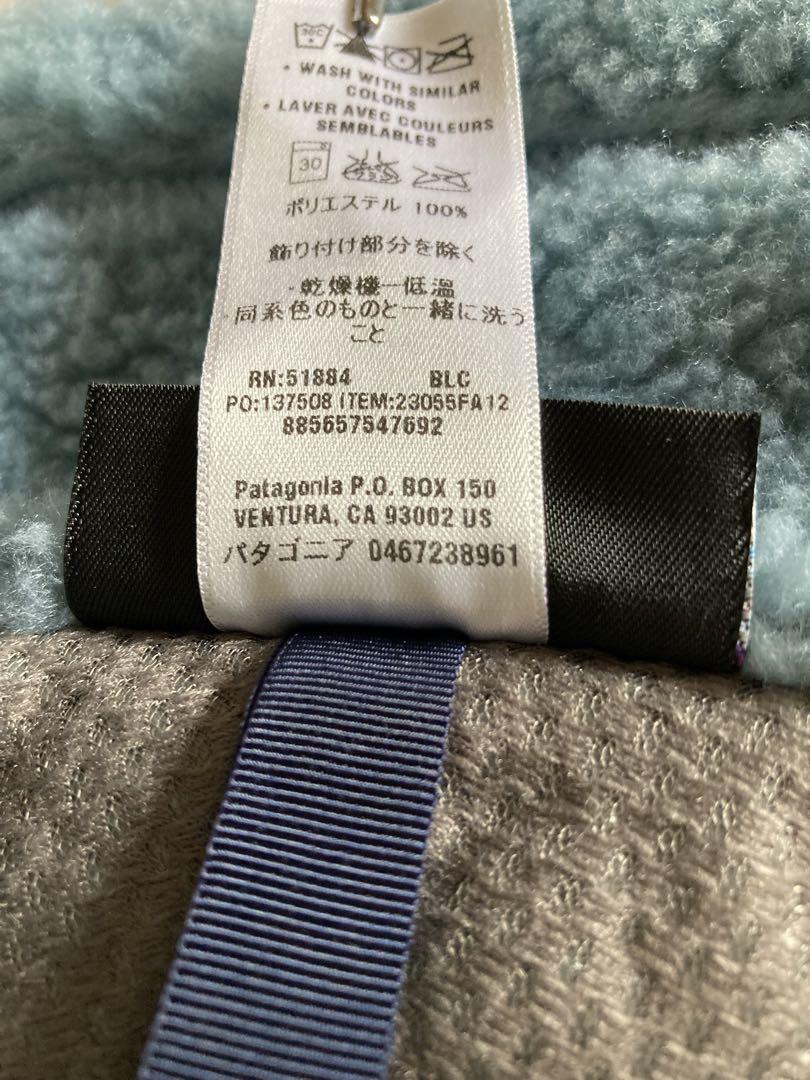 30C
• WASH WITH SIMILAR
COLORS
• LAVER AVEC COULEURS
SEMBLABLES
30
ポリエステル 100%
飾り付け部分を除く
・乾燥機一低温
・同系色のものと一緒に洗う
こと
RN:51884 BLC
PO:137508 ITEM:23055FA12
885657547692
Patagonia P.O. BOX 150
VENTURA, CA 93002 US
パタゴニア 0467238961